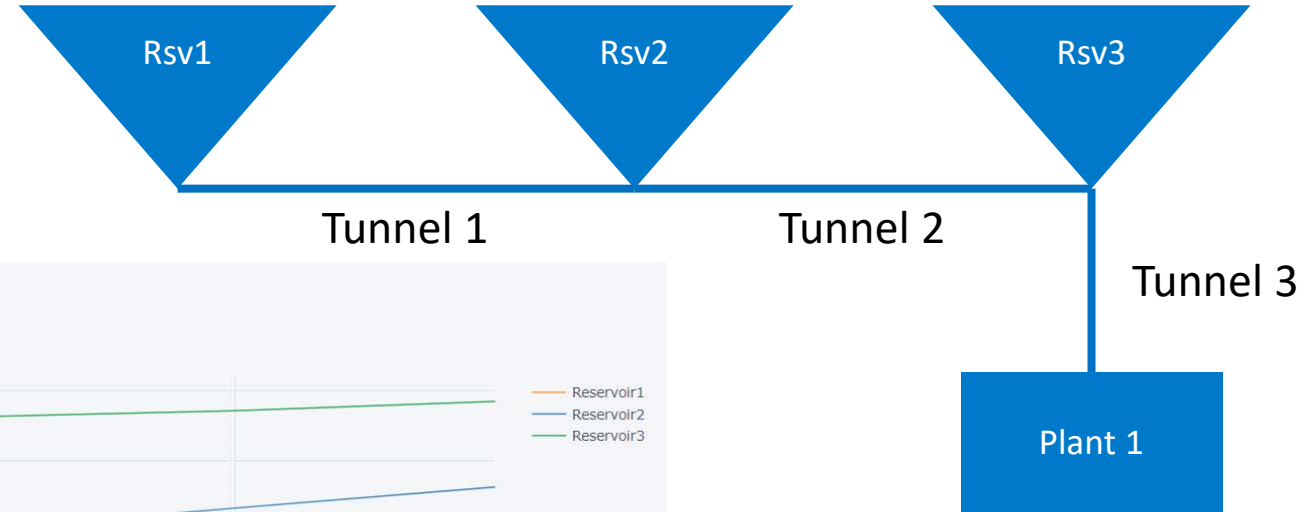 Rsv1
Rsv2
Rsv3
Tunnel 1
Tunnel 2
Tunnel 3
Reservoir1
Reservoir2
Reservoir3
Plant 1